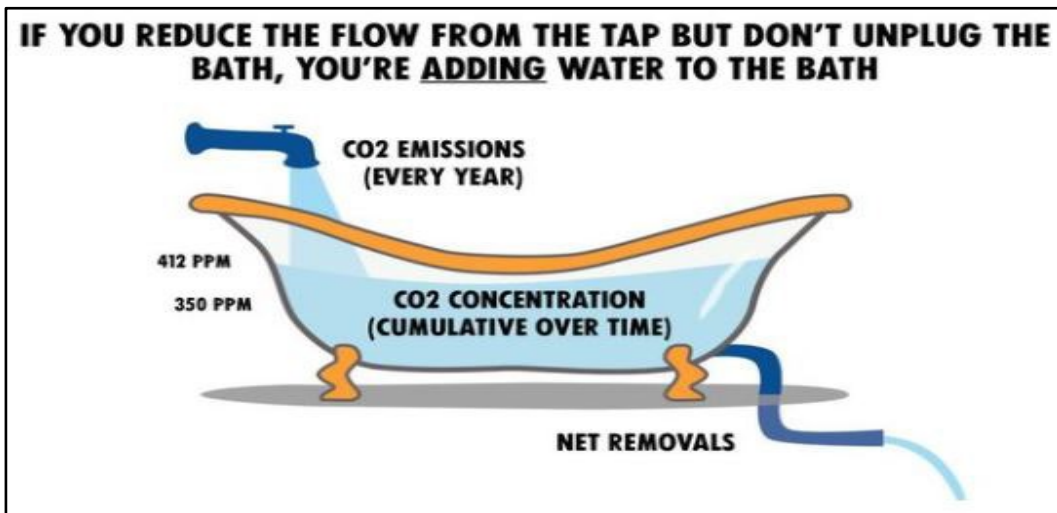 IF YOU REDUCE THE FLOW FROM THE TAP BUT DON'T UNPLUG THE
BATH, YOU'RE ADDING WATER TO THE BATH
CO2 EMISSIONS
(EVERY YEAR)
412 PPM
350 PPM
CO2 CONCENTRATION
(CUMULATIVE OVER TIME)
NET REMOVALS